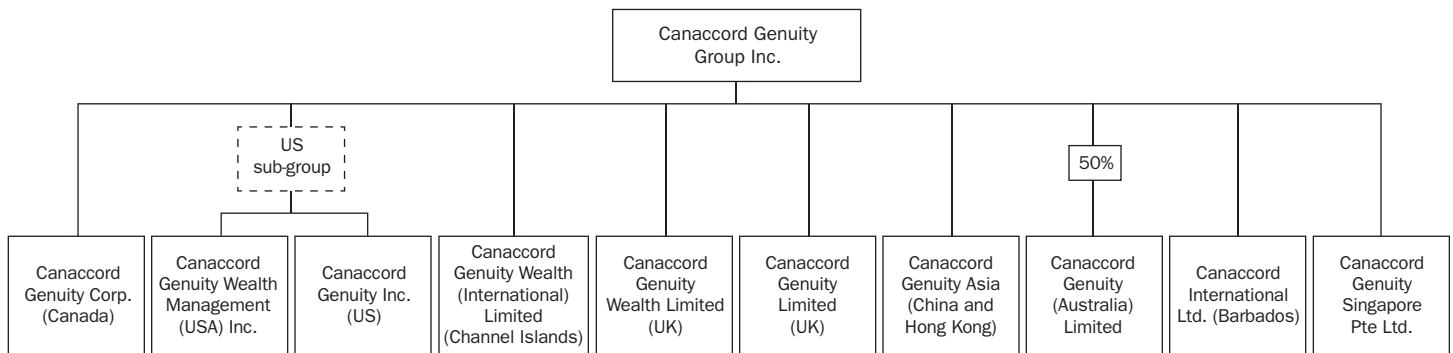 Canaccord Genuity
Group Inc.
US
sub-group
50%
Canaccord
Genuity Corp.
(Canada)
Canaccord
Genuity Wealth
Management
(USA) Inc.
Canaccord
Genuity Inc.
(US)
Canaccord
Genuity Wealth
(International)
Limited
(Channel Islands)
Canaccord
Genuity
Wealth Limited
(UK)
Canaccord
Genuity
Limited
(UK)
Canaccord
Genuity Asia
(China and
Hong Kong)
Canaccord
Genuity
(Australia)
Limited
Canaccord
International
Ltd. (Barbados)
Canaccord
Genuity
Singapore
Pte Ltd.